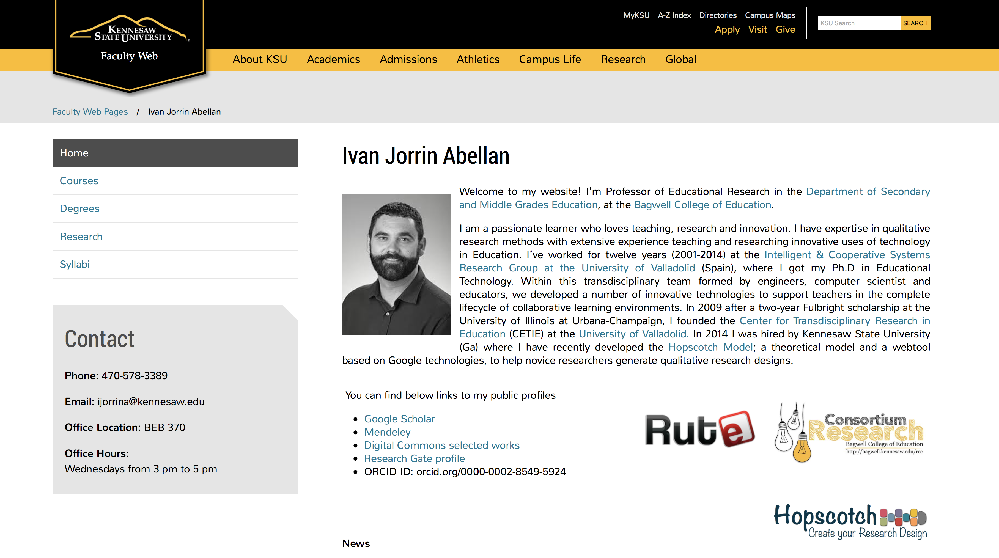 MyKSU A-Z Index Directories Campus Maps
Apply Visit Give
KSU Search SEARCH
KENNESAW
STATE UNIVERSITY
®
Faculty Web
About KSU Academics Admissions Athletics Campus Life Research Global
Faculty Web Pages / Ivan Jorrin Abellan
Home
Courses
Degrees
Research
Syllabi
Contact
Phone: 470-578-3389
Email: ijorrina@kennesaw.edu
Office Location: BEB 370
Office Hours:
Wednesdays from 3 pm to 5 pm
Ivan Jorrin Abellan
Welcome to my website! I'm Professor of Educational Research in the Department of Secondary
and Middle Grades Education, at the Bagwell College of Education.
I am a passionate learner who loves teaching, research and innovation. I have expertise in qualitative
research methods with extensive experience teaching and researching innovative uses of technology
in Education. I´ve worked for twelve years (2001-2014) at the Intelligent & Cooperative Systems
Research Group at the University of Valladolid (Spain), where I got my Ph.D in Educational
Technology. Within this transdisciplinary team formed by engineers, computer scientist and
educators, we developed a number of innovative technologies to support teachers in the complete
lifecycle of collaborative learning environments. In 2009 after a two-year Fulbright scholarship at the
University of Illinois at Urbana-Champaign, I founded the Center for Transdisciplinary Research in
Education (CETIE) at the University of Valladolid. In 2014 I was hired by Kennesaw State University
(Ga) where I have recently developed the Hopscotch Model; a theoretical model and a webtool
based on Google technologies, to help novice researchers generate qualitative research designs.
You can find below links to my public profiles
Google Scholar
Mendeley
Digital Commons selected works
Research Gate profile
ORCID ID: orcid.org/0000-0002-8549-5924
Rute
Consortium
Research
Bagwell College of Education
http://bagwell.kennesaw.edu/rcc
Hopscotch
Create your Research Design
News